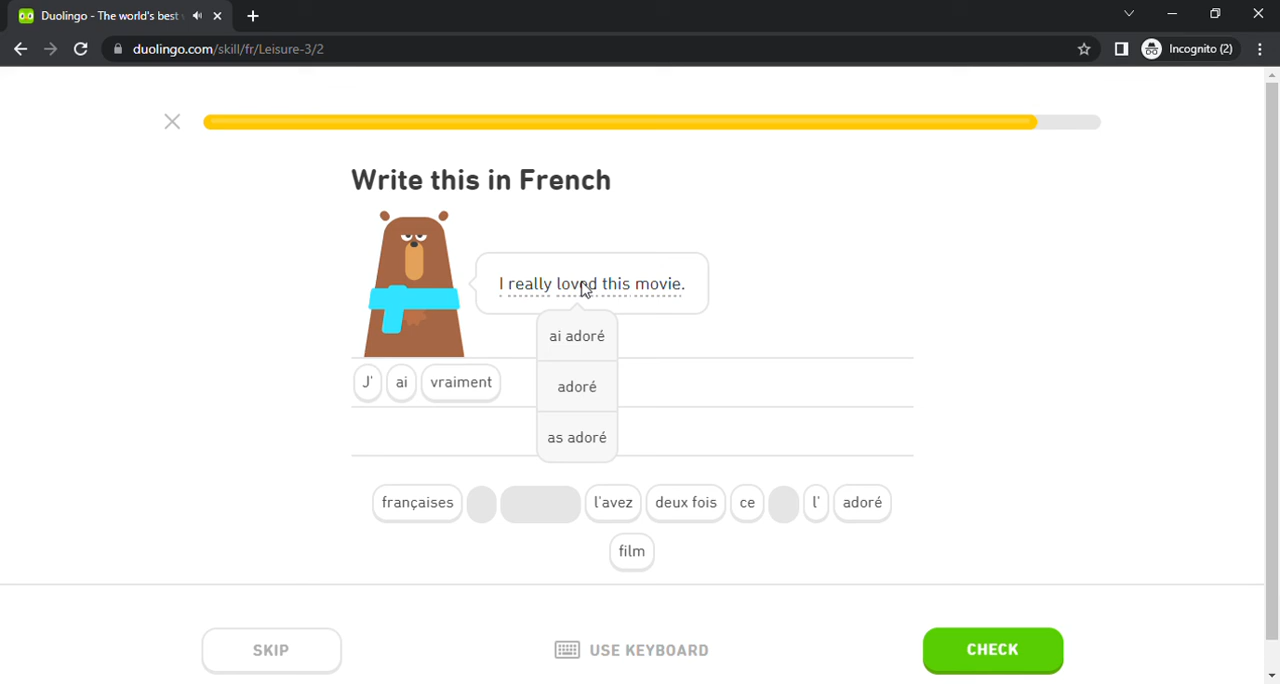 Duolingo - The world's best
duolingo.com/skill/fr/Leisure-3/2
Incognito (2)
Write this in French
I really loved this movie.
ai adoré
adoré
as adoré
J' ai vraiment
françaises l'avez deux fois ce l' adoré
film
SKIP
USE KEYBOARD
CHECK